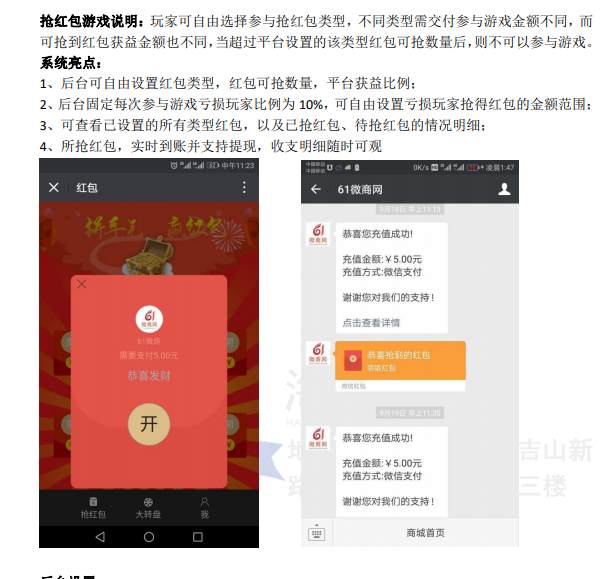 抢红包游戏说明：玩家可自由选择参与抢红包类型，不同类型需交付参与游戏金额不同，而
可抢到红包获益金额也不同，当超过平台设置的该类型红包可抢数量后，则不可以参与游戏。
系统亮点：
1、后台可自由设置红包类型，红包可抢数量，平台获益比例；
2、后台固定每次参与游戏亏损玩家比例为 10%，可自由设置亏损玩家抢得红包的金额范围；
3、可查看已设置的所有类型红包，以及已抢红包、待抢红包的情况明细；
4、所抢红包，实时到账并支持提现，收支明细随时可观
中午11:23
红包
拼手气 赢红包
61
微商网
61微商
需要支付5.00元
恭喜发财
开
抢红包
大转盘
我
中国移动
中国移动
0K/s
凌晨1:47
61微商网
9月19日 早上11:13
恭喜您充值成功!
充值金额:￥5.00元
充值方式:微信支付
谢谢您对我们的支持！
点击查看详情
恭喜抢到的红包
领取红包
微信红包
9月19日 早上11:20
恭喜您充值成功!
充值金额:￥5.00元
充值方式:微信支付
谢谢您对我们的支持！
商城首页
吉山新
三楼